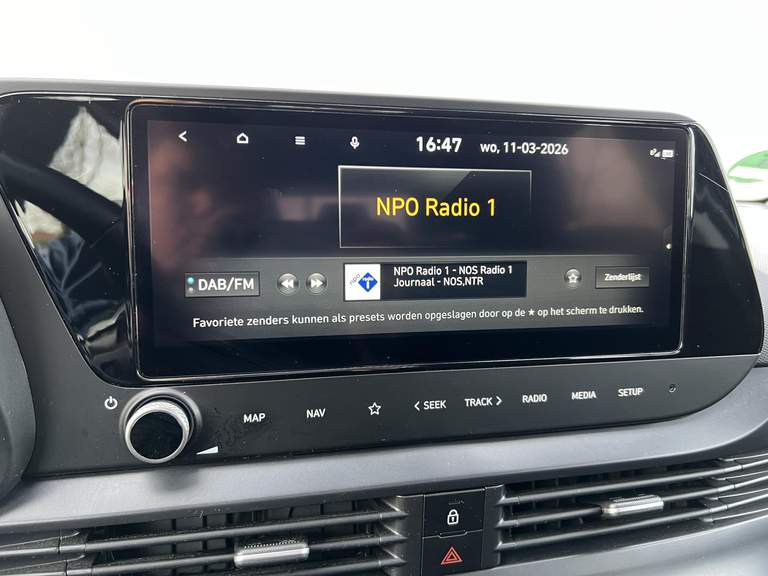 16:47 wo, 11-03-2026
NPO Radio 1
DAB/FM
NPO Radio 1 - NOS Radio 1
Journaal - NOS,NTR
Zenderlijst
Favoriete zenders kunnen als presets worden opgeslagen door op de ★ op het scherm te drukken.
MAP NAV SEEK TRACK RADIO MEDIA SETUP